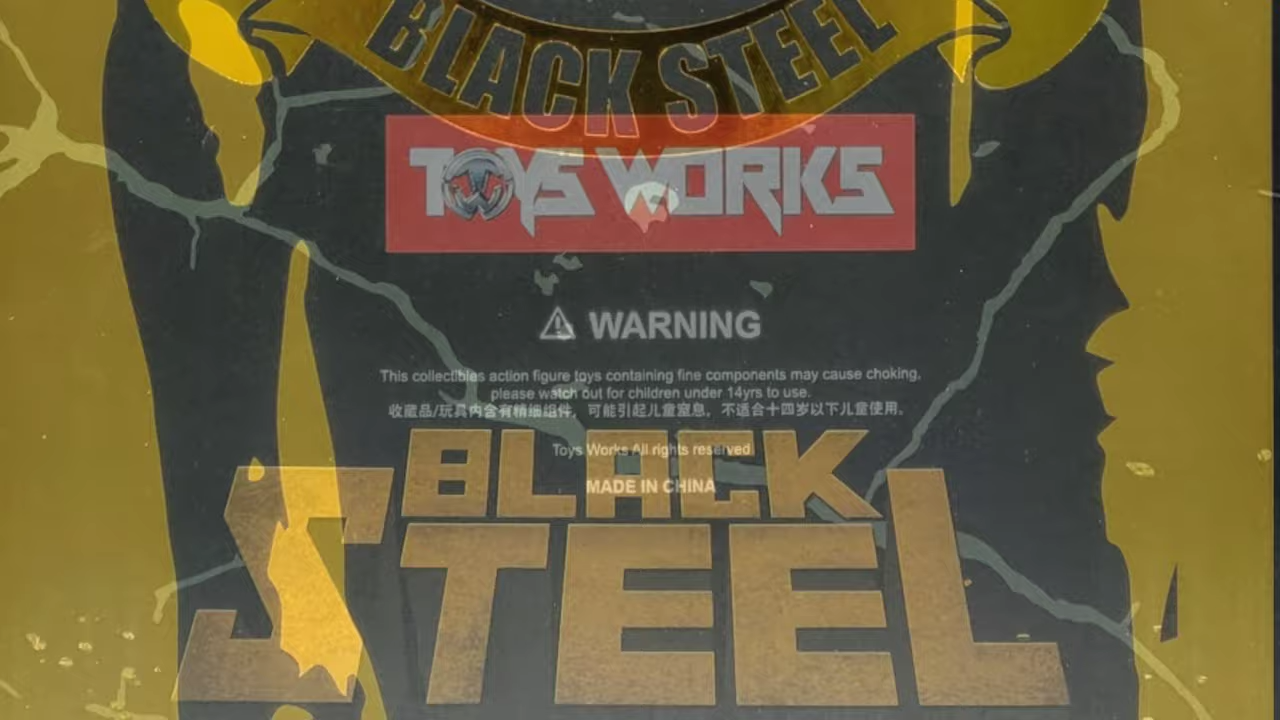 BLACK STEEL
TOYS WORKS
WARNING
This collectibles action figure toys containing fine components may cause choking,
please watch out for children under 14yrs to use.
收藏品/玩具内含有精细组件，可能引起儿童窒息，不适合十四岁以下儿童使用。
Toys Works All rights reserved
MADE IN CHINA
BLACK
STEEL